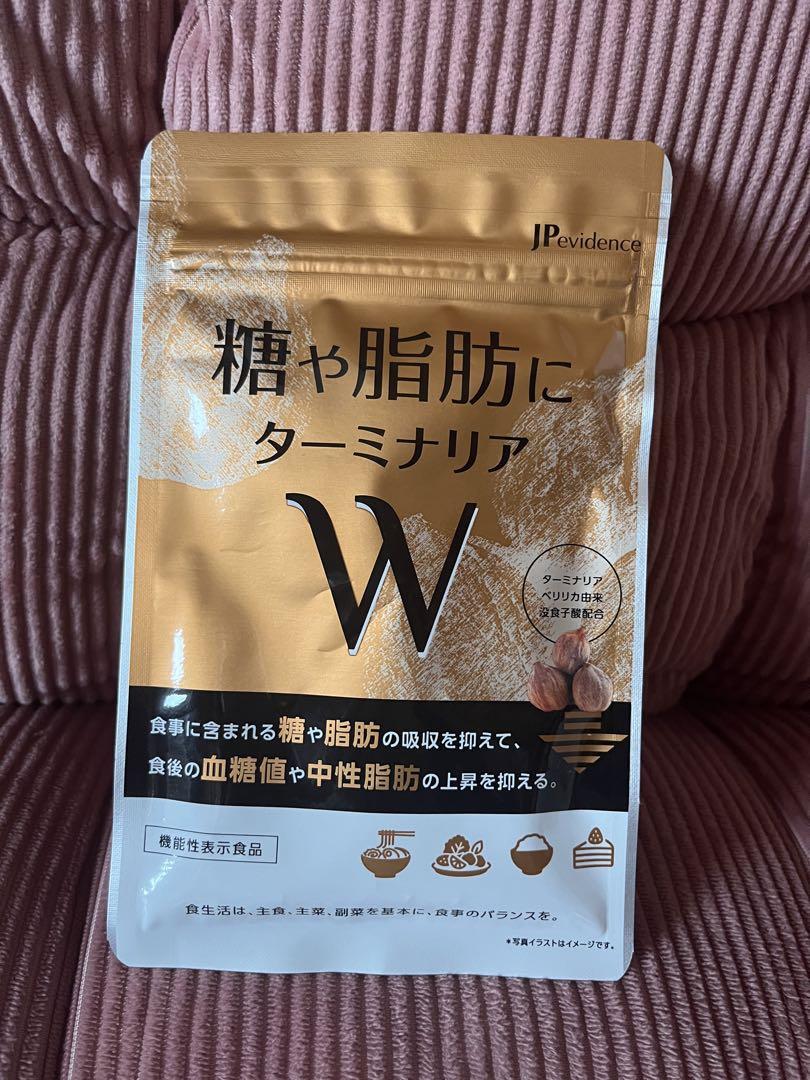 JPevidence
糖や脂肪に
ターミナリア
W
ターミナリア
ベリリカ由来
没食子酸配合
食事に含まれる糖や脂肪の吸収を抑えて、
食後の血糖値や中性脂肪の上昇を抑える。
機能性表示食品
食生活は、主食、主菜、副菜を基本に、食事のバランスを。
*写真イラストはイメージです。